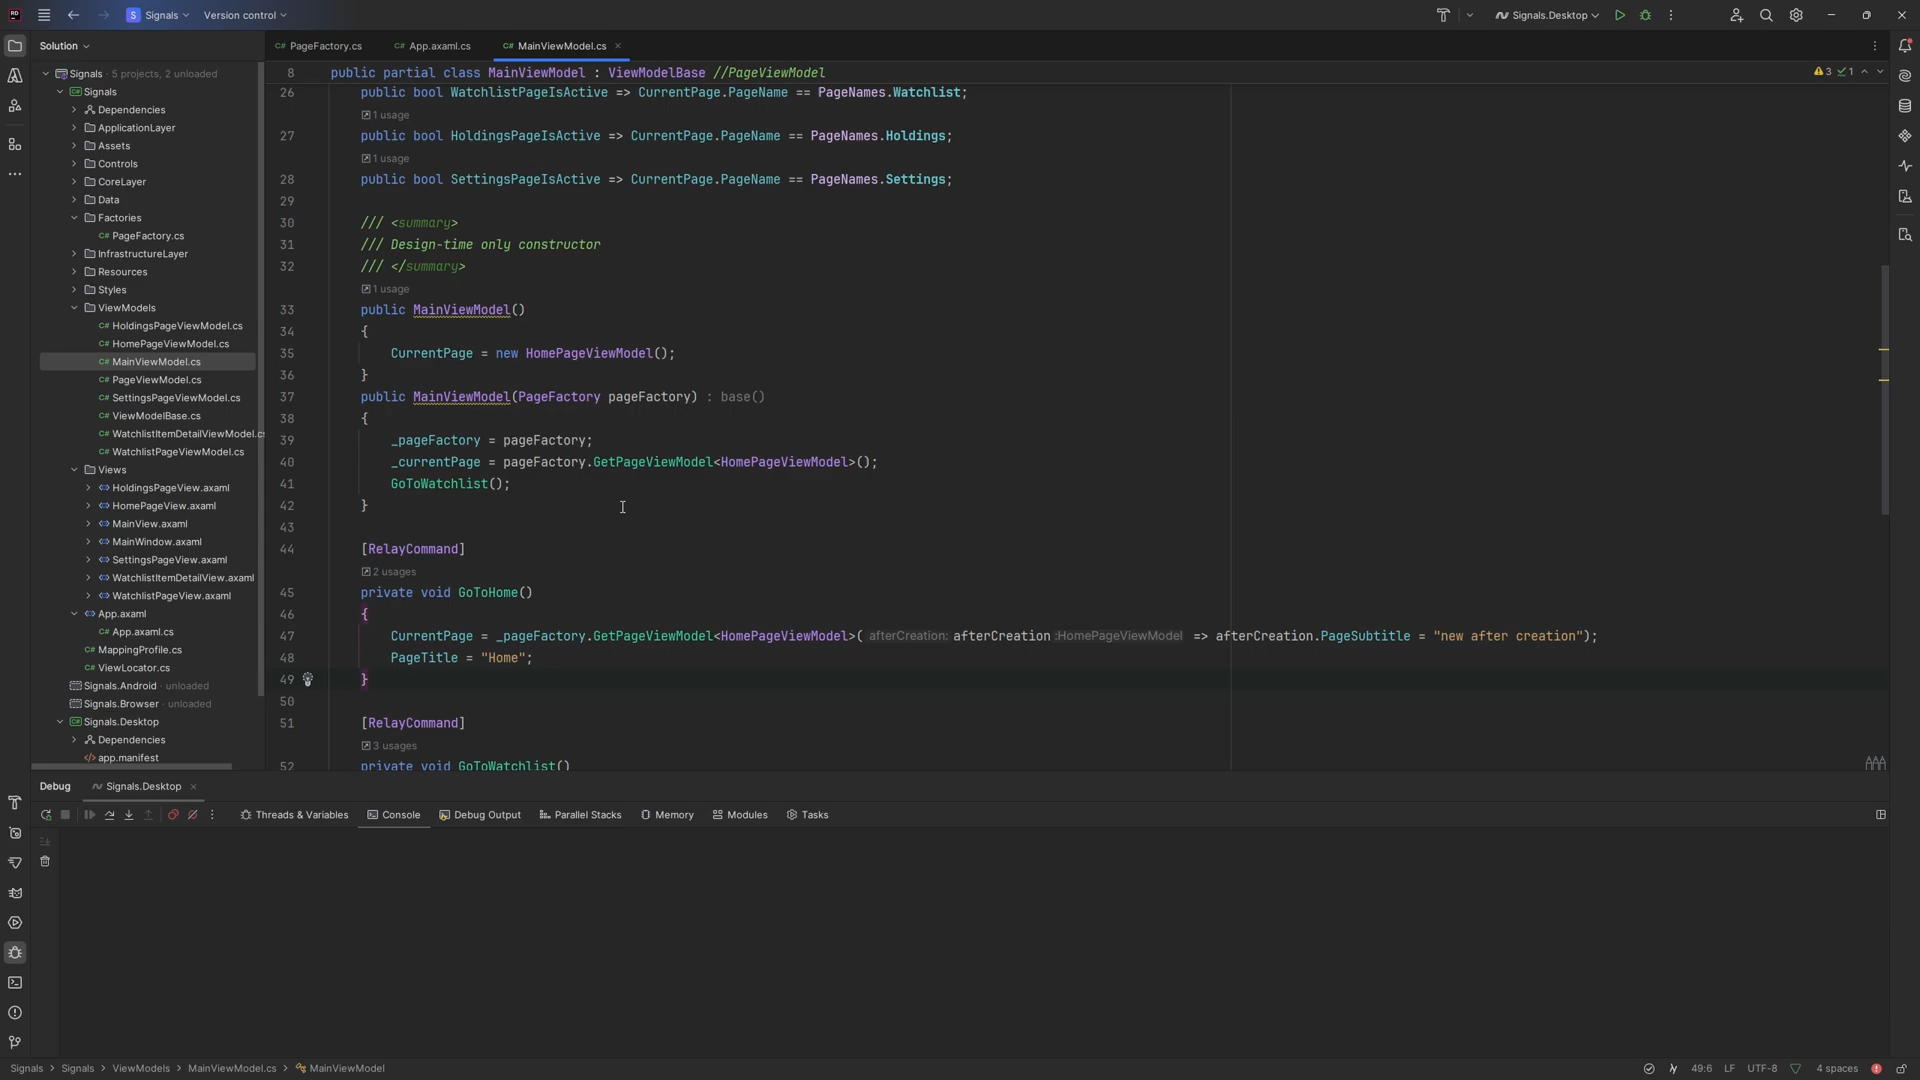 S Signals Version control Signals.Desktop
Solution
PageFactory.cs App.axaml.cs MainViewModel.cs
Signals · 5 projects, 2 unloaded
Signals
Dependencies
ApplicationLayer
Assets
Controls
CoreLayer
Data
Factories
C# PageFactory.cs
InfrastructureLayer
Resources
Styles
ViewModels
C# HoldingsPageViewModel.cs
C# HomePageViewModel.cs
C# MainViewModel.cs
C# PageViewModel.cs
C# SettingsPageViewModel.cs
C# ViewModelBase.cs
C# WatchlistItemDetailViewModel.cs
C# WatchlistPageViewModel.cs
Views
HoldingsPageView.axaml
HomePageView.axaml
MainView.axaml
MainWindow.axaml
SettingsPageView.axaml
WatchlistItemDetailView.axaml
WatchlistPageView.axaml
App.axaml
C# App.axaml.cs
C# MappingProfile.cs
C# ViewLocator.cs
Signals.Android · unloaded
Signals.Browser · unloaded
Signals.Desktop
Dependencies
app.manifest
8 public partial class MainViewModel : ViewModelBase //PageViewModel
3 1
26 public bool WatchlistPageIsActive => CurrentPage.PageName == PageNames.Watchlist;
1 usage
27 public bool HoldingsPageIsActive => CurrentPage.PageName == PageNames.Holdings;
1 usage
28 public bool SettingsPageIsActive => CurrentPage.PageName == PageNames.Settings;
29
30 /// <summary>
31 /// Design-time only constructor
32 /// </summary>
1 usage
33 public MainViewModel()
34 {
35 CurrentPage = new HomePageViewModel();
36 }
37 public MainViewModel(PageFactory pageFactory) : base()
38 {
39 _pageFactory = pageFactory;
40 _currentPage = pageFactory.GetPageViewModel<HomePageViewModel>();
41 GoToWatchlist();
42 }
43
44 [RelayCommand]
2 usages
45 private void GoToHome()
46 {
47 CurrentPage = _pageFactory.GetPageViewModel<HomePageViewModel>( afterCreation: afterCreation :HomePageViewModel => afterCreation.PageSubtitle = "new after creation");
48 PageTitle = "Home";
49 }
50
51 [RelayCommand]
3 usages
52 private void GoToWatchlist()
Debug Signals.Desktop
Threads & Variables Console Debug Output Parallel Stacks Memory Modules Tasks
Signals > Signals > ViewModels > MainViewModel.cs > MainViewModel
49:6 LF UTF-8 4 spaces